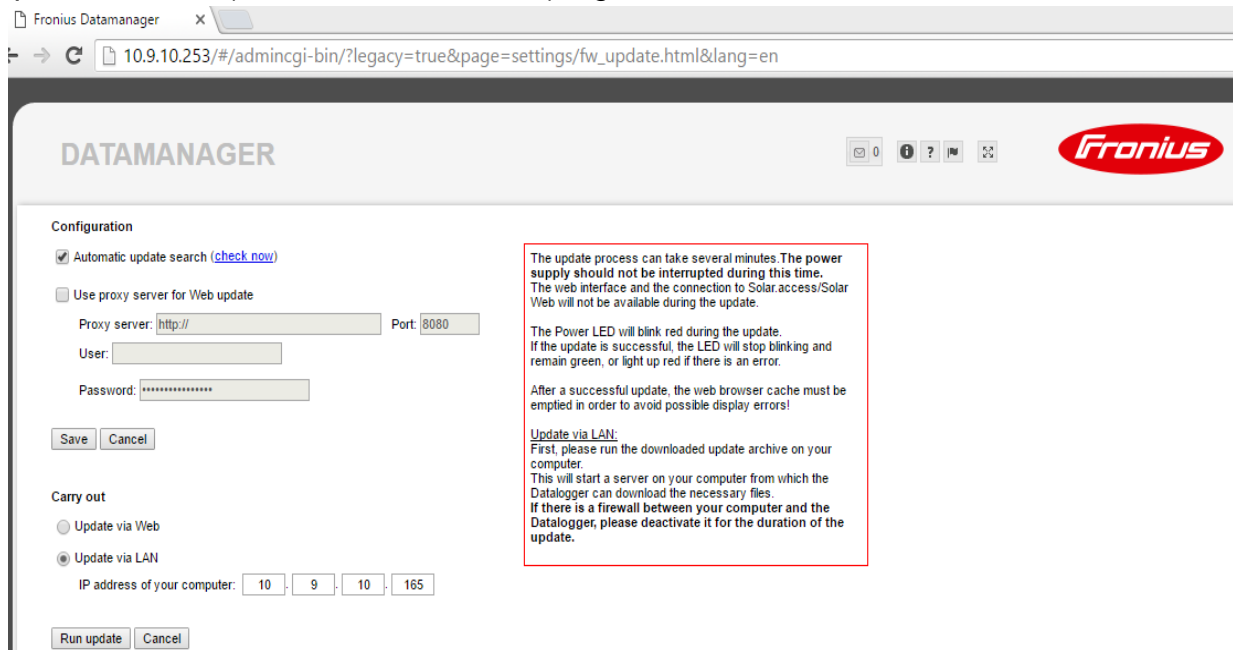 Fronius Datamanager
10.9.10.253/#/admincgi-bin/?legacy=true&page=settings/fw_update.html&lang=en
DATAMANAGER
0
Fronius
Configuration
Automatic update search (check now)
Use proxy server for Web update
Proxy server: http:// Port: 8080
User:
Password: ••••••••••••••••
Save Cancel
Carry out
Update via Web
Update via LAN
IP address of your computer: 10 . 9 . 10 . 165
Run update Cancel
The update process can take several minutes.The power
supply should not be interrupted during this time.
The web interface and the connection to Solar.access/Solar
Web will not be available during the update.
The Power LED will blink red during the update.
If the update is successful, the LED will stop blinking and
remain green, or light up red if there is an error.
After a successful update, the web browser cache must be
emptied in order to avoid possible display errors!
Update via LAN:
First, please run the downloaded update archive on your
computer.
This will start a server on your computer from which the
Datalogger can download the necessary files.
If there is a firewall between your computer and the
Datalogger, please deactivate it for the duration of the
update.